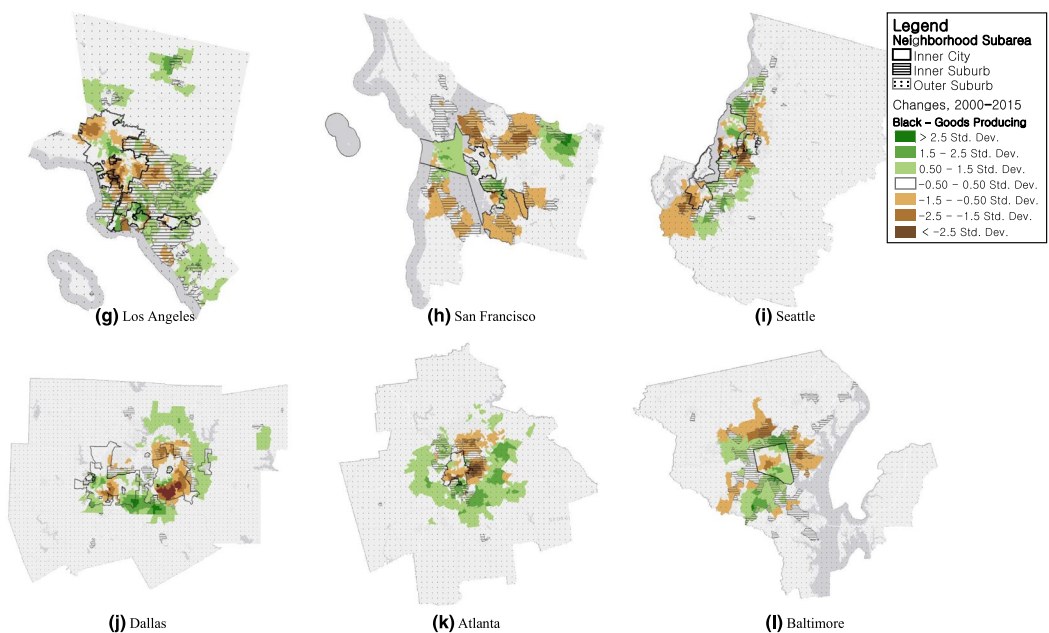 Legend
Neighborhood Subarea
Inner City
Inner Suburb
Outer Suburb
Changes, 2000-2015
Black - Goods Producing
> 2.5 Std. Dev.
1.5 - 2.5 Std. Dev.
0.50 - 1.5 Std. Dev.
-0.50 - 0.50 Std. Dev.
-1.5 - -0.50 Std. Dev.
-2.5 - -1.5 Std. Dev.
< -2.5 Std. Dev.
(g) Los Angeles
(h) San Francisco
(i) Seattle
(j) Dallas
(k) Atlanta
(l) Baltimore